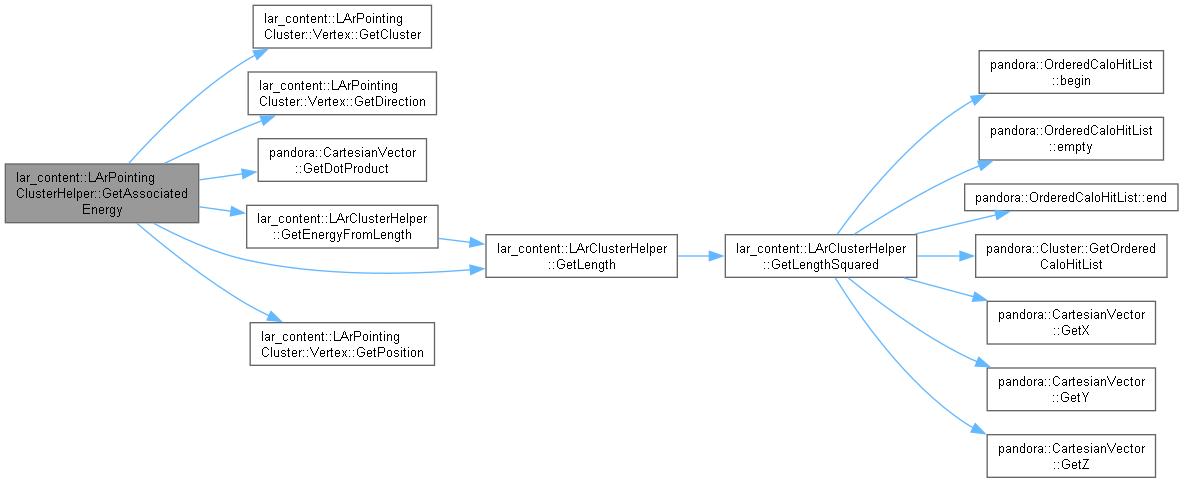 lar_content::LArPointing
ClusterHelper::GetAssociated
Energy
lar_content::LArPointing
Cluster::Vertex::GetCluster
lar_content::LArPointing
Cluster::Vertex::GetDirection
pandora::CartesianVector
::GetDotProduct
lar_content::LArClusterHelper
::GetEnergyFromLength
lar_content::LArPointing
Cluster::Vertex::GetPosition
lar_content::LArClusterHelper
::GetLength
lar_content::LArClusterHelper
::GetLengthSquared
pandora::OrderedCaloHitList
::begin
pandora::OrderedCaloHitList
::empty
pandora::OrderedCaloHitList::end
pandora::Cluster::GetOrdered
CaloHitList
pandora::CartesianVector
::GetX
pandora::CartesianVector
::GetY
pandora::CartesianVector
::GetZ